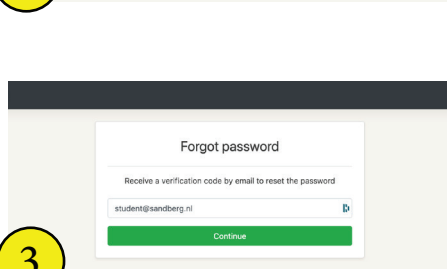 Forgot password
Receive a verification code by email to reset the password
student@sandberg.nl
Continue
3